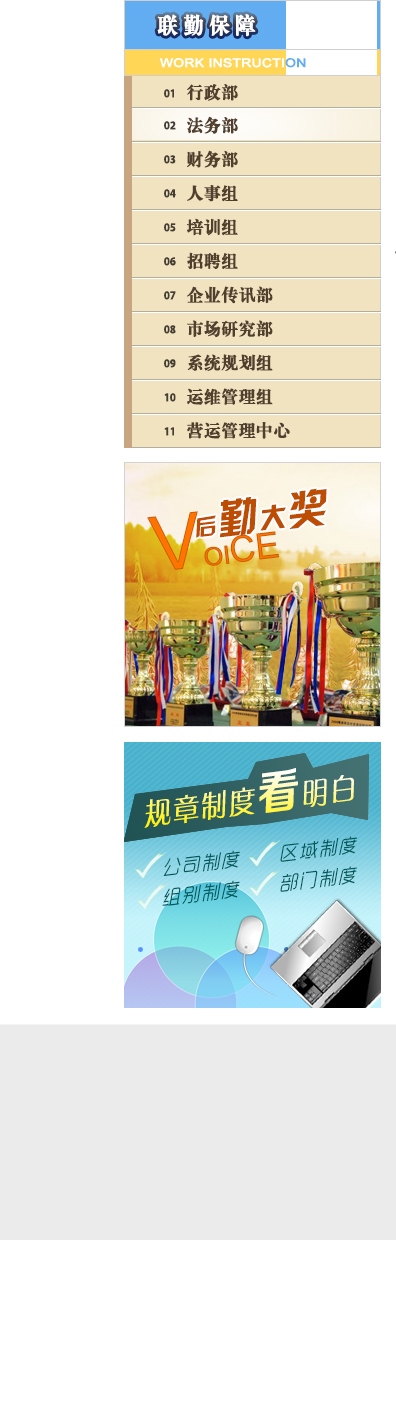 联勤保障
WORK INSTRUCTION
01 行政部
02 法务部
03 财务部
04 人事组
05 培训组
06 招聘组
07 企业传讯部
08 市场研究部
09 系统规划组
10 运维管理组
11 营运管理中心
后勤大奖
VOICE
规章制度看明白
公司制度 区域制度
组别制度 部门制度